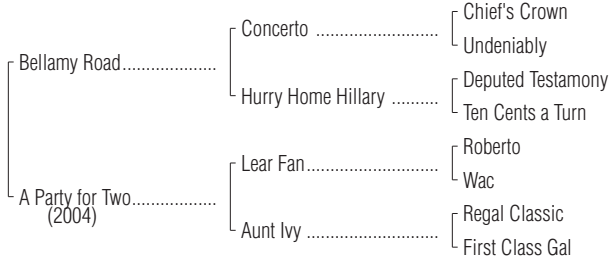 Chief's Crown
Concerto ..........................
Undeniably
Bellamy Road....................
Deputed Testamony
Hurry Home Hillary ..........
Ten Cents a Turn
Roberto
Lear Fan............................
Wac
A Party for Two..................
(2004)
Regal Classic
Aunt Ivy ............................
First Class Gal